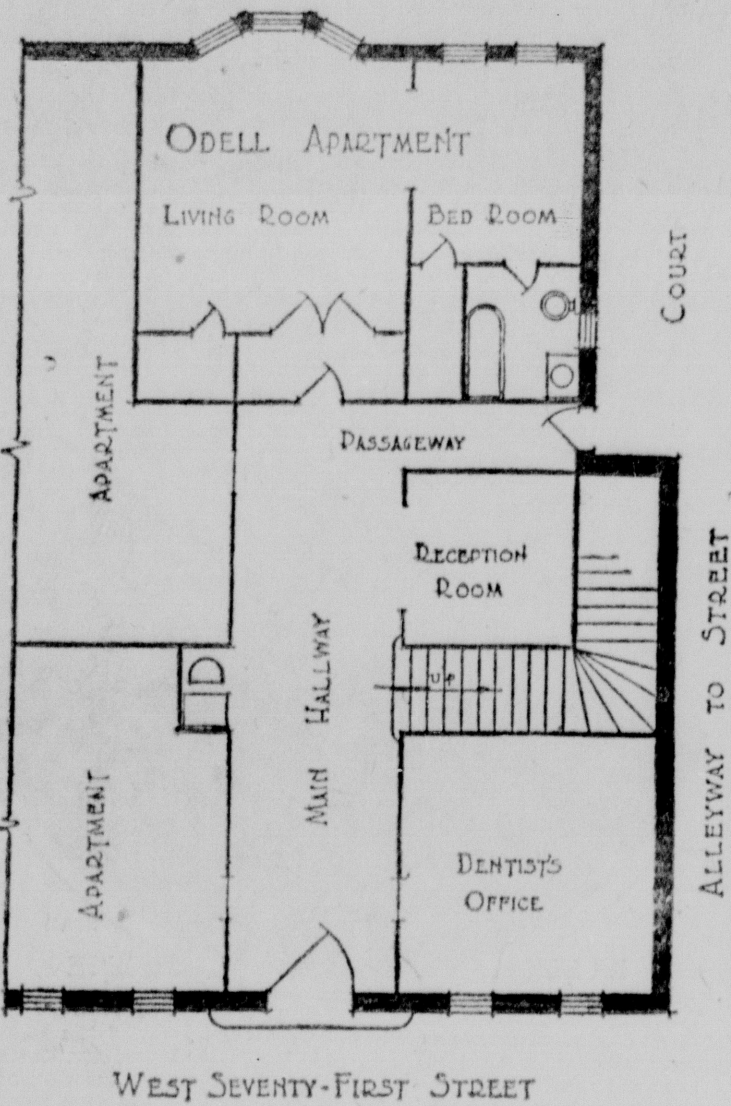 ODELL APARTMENT
LIVING ROOM
BED ROOM
COURT
APARTMENT
PASSAGEWAY
RECEPTION
ROOM
ALLEYWAY TO STREET
MAIN HALLWAY
UP
D
APARTMENT
DENTIST'S
OFFICE
WEST SEVENTY-FIRST STREET